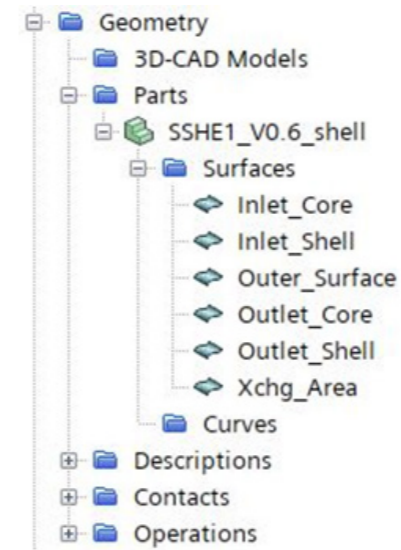 Geometry
3D-CAD Models
Parts
SSHE1_V0.6_shell
Surfaces
Inlet_Core
Inlet_Shell
Outer_Surface
Outlet_Core
Outlet_Shell
Xchg_Area
Curves
Descriptions
Contacts
Operations